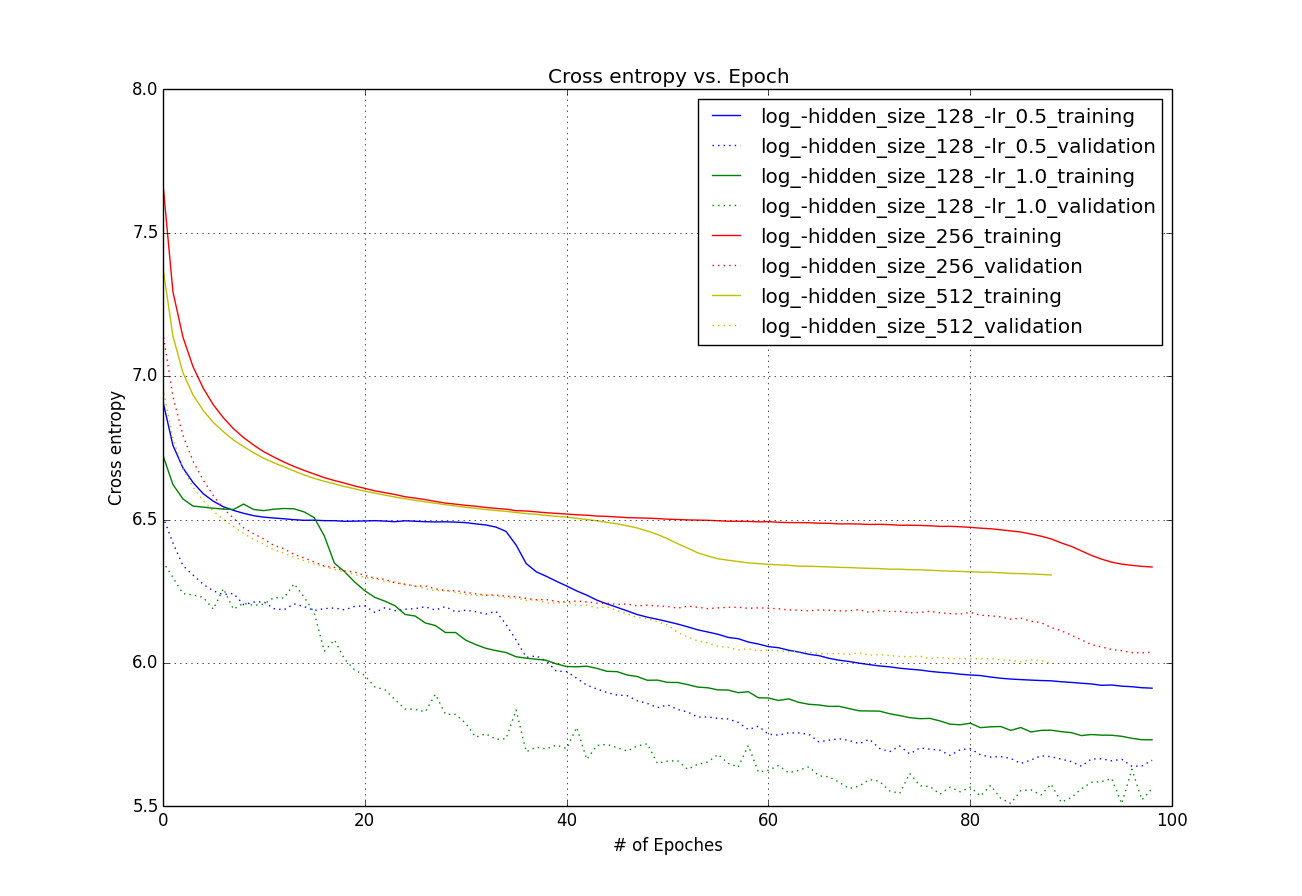 Cross entropy vs. Epoch
8.0
7.5
7.0
6.5
6.0
5.5
Cross entropy
log_-hidden_size_128_-lr_0.5_training
log_-hidden_size_128_-lr_0.5_validation
log_-hidden_size_128_-lr_1.0_training
log_-hidden_size_128_-lr_1.0_validation
log_-hidden_size_256_training
log_-hidden_size_256_validation
log_-hidden_size_512_training
log_-hidden_size_512_validation
0 20 40 60 80 100
# of Epoches